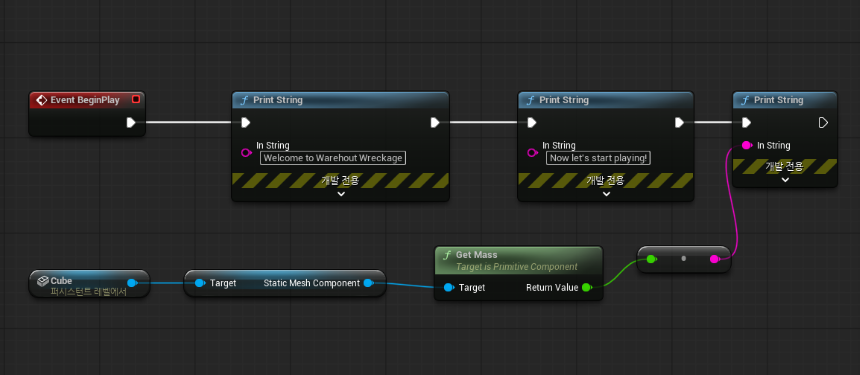 Event BeginPlay
Print String
In String
Welcome to Warehout Wreckage
개발 전용
Print String
In String
Now let's start playing!
개발 전용
Print String
In String
개발 전용
Cube
퍼시스턴트 레벨에서
Target Static Mesh Component
Get Mass
Target is Primitive Component
Target Return Value